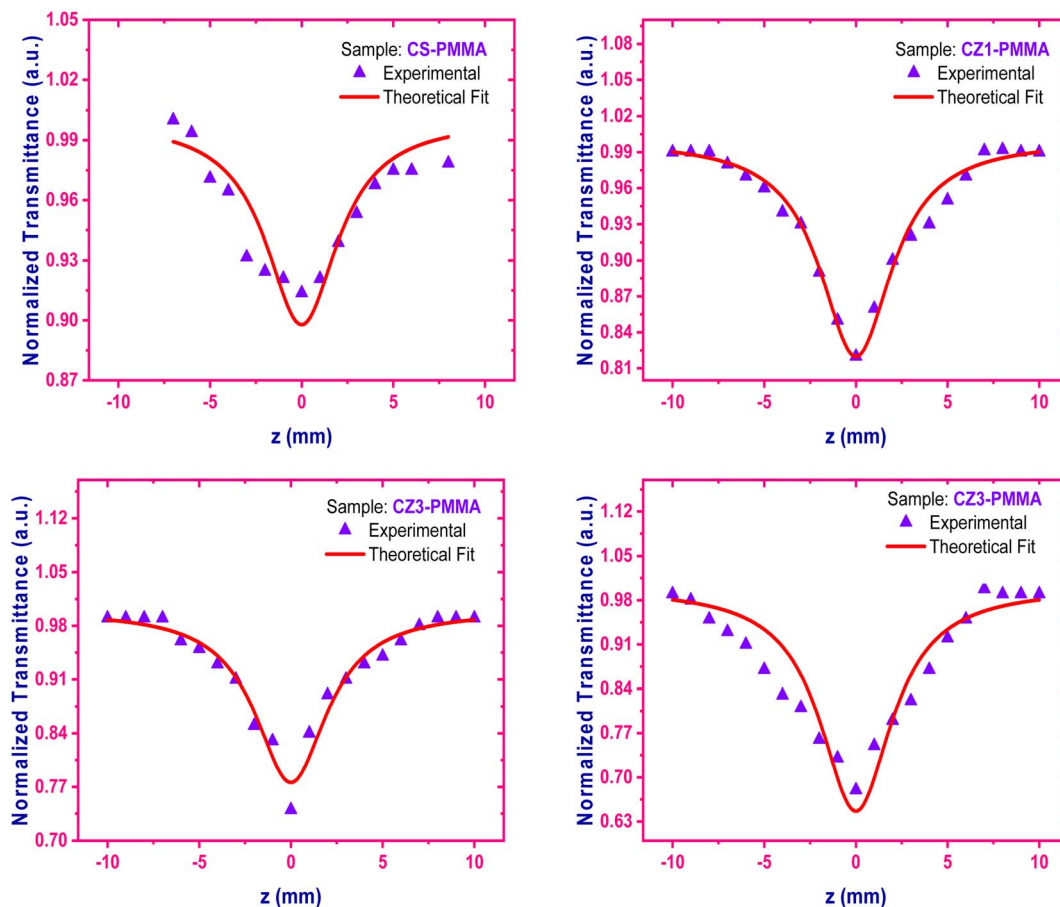 Normalized Transmittance (a.u.)
1.05
1.02
0.99
0.96
0.93
0.90
0.87
Sample: CS-PMMA
Experimental
Theoretical Fit
-10 -5 0 5 10
z (mm)
Normalized Transmittance (a.u.)
1.08
1.05
1.02
0.99
0.96
0.93
0.90
0.87
0.84
0.81
Sample: CZ1-PMMA
Experimental
Theoretical Fit
-10 -5 0 5 10
z (mm)
Normalized Transmittance (a.u.)
1.12
1.05
0.98
0.91
0.84
0.77
0.70
Sample: CZ3-PMMA
Experimental
Theoretical Fit
-10 -5 0 5 10
z (mm)
Normalized Transmittance (a.u.)
1.12
1.05
0.98
0.91
0.84
0.77
0.70
0.63
Sample: CZ3-PMMA
Experimental
Theoretical Fit
-10 -5 0 5 10
z (mm)